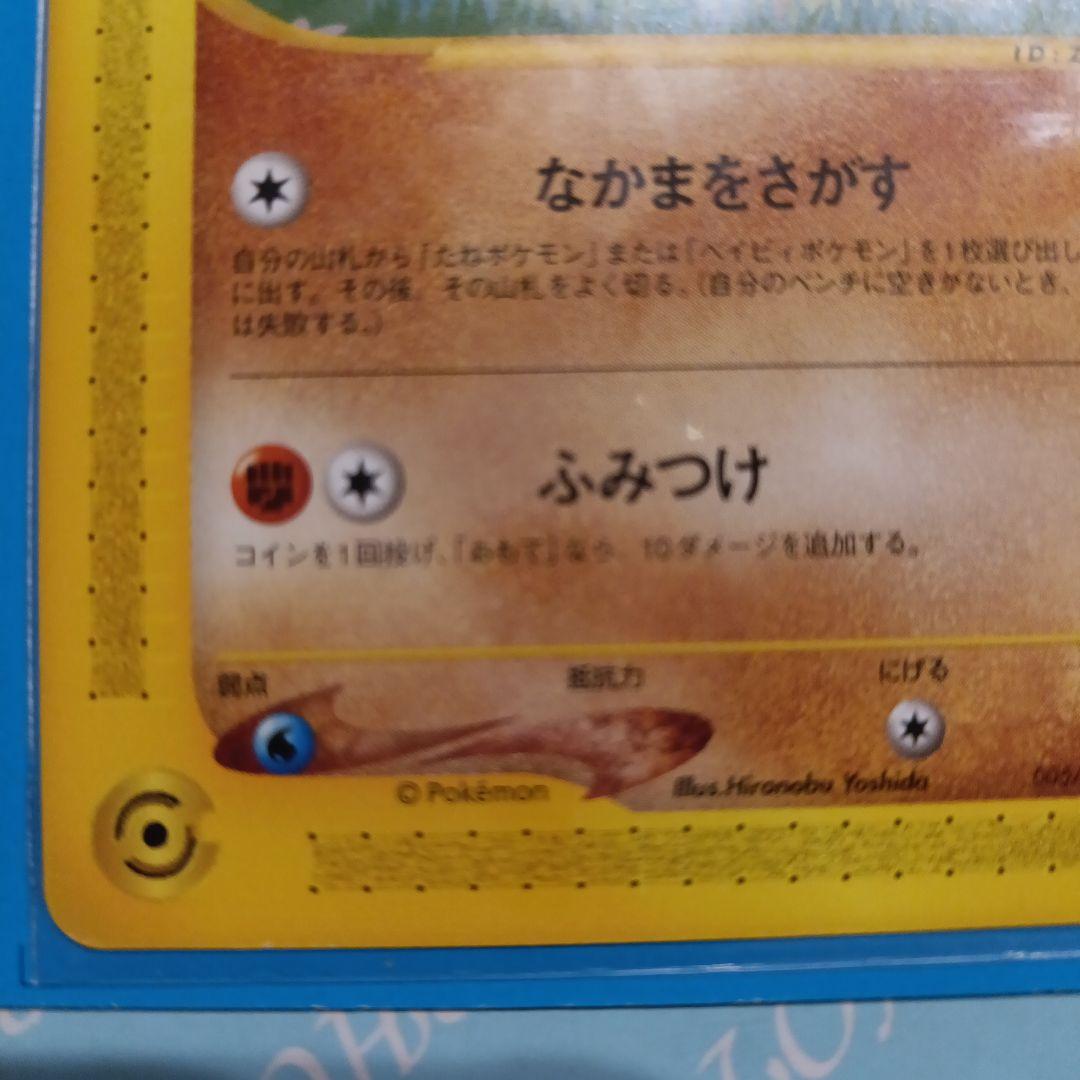 ID:Z
なかまをさがす
自分の山札から「たねポケモン」または「ベイビィポケモン」を1枚選び出し
に出す。その後、その山札をよく切る。(自分のベンチに空きがないとき、
は失敗する。)
ふみつけ
コインを1回投げ、「おもて」なら、10ダメージを追加する。
弱点 抵抗力 にげる
© Pokémon Illus.Hironobu Yoshida